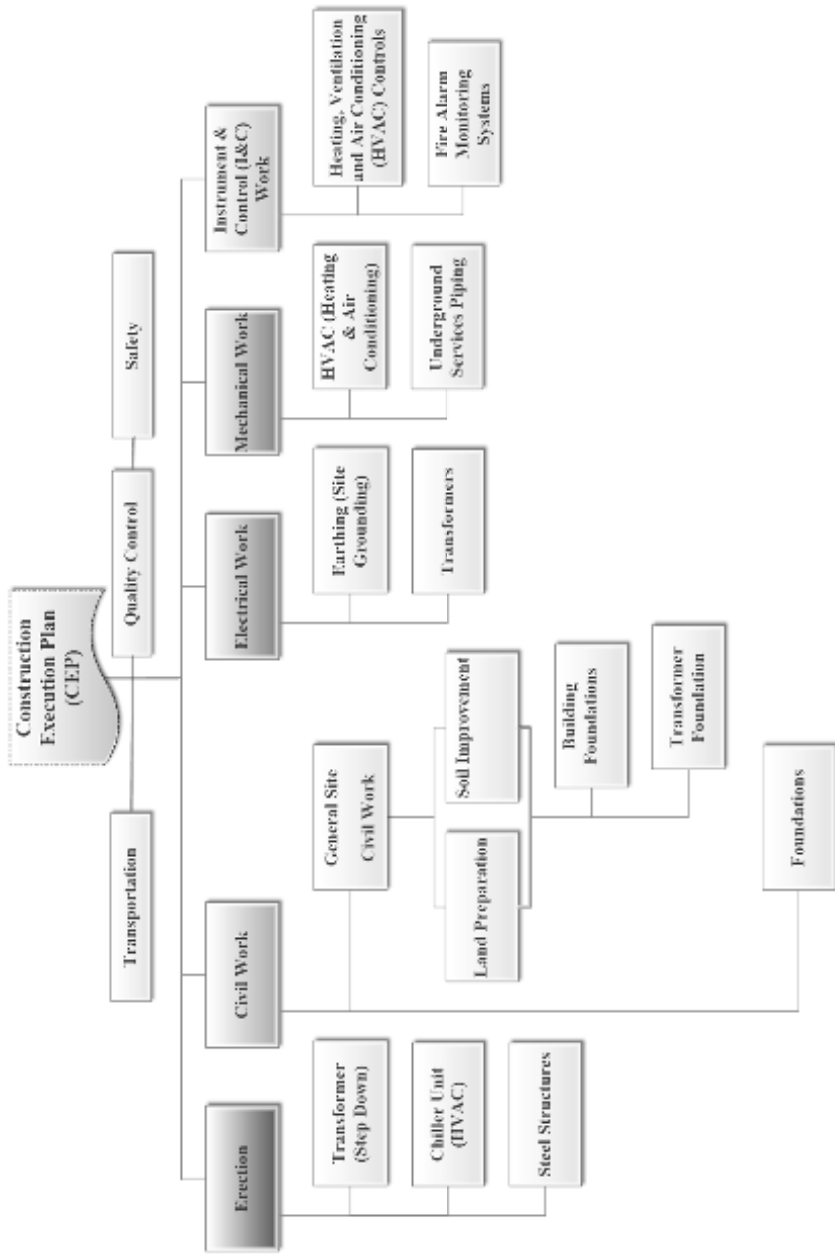 Construction
Execution Plan
(CEP)
Transportation
Quality Control
Safety
Erection
Civil Work
Electrical Work
Mechanical Work
Instrument &
Control (I&C)
Work
Transformer
(Step Down)
Chiller Unit
(HVAC)
Steel Structures
General Site
Civil Work
Land Preparation
Soil Improvement
Building
Foundations
Transformer
Foundation
Foundations
Earthing (Site
Grounding)
Transformers
HVAC (Heating
& Air
Conditioning)
Underground
Services Piping
Heating, Ventilation
and Air Conditioning
(HVAC) Controls
Fire Alarm
Monitoring
Systems